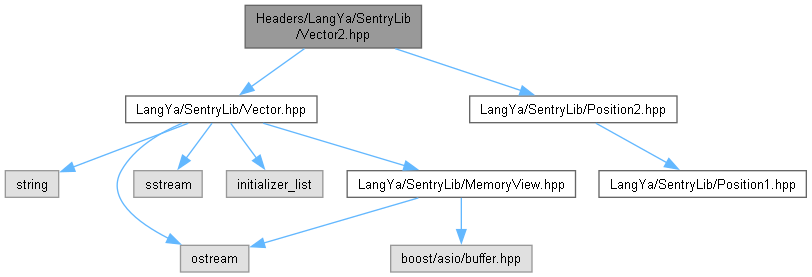 Headers/LangYa/SentryLib
/Vector2.hpp
LangYa/SentryLib/Vector.hpp
LangYa/SentryLib/Position2.hpp
string
sstream
initializer_list
LangYa/SentryLib/MemoryView.hpp
LangYa/SentryLib/Position1.hpp
ostream
boost/asio/buffer.hpp